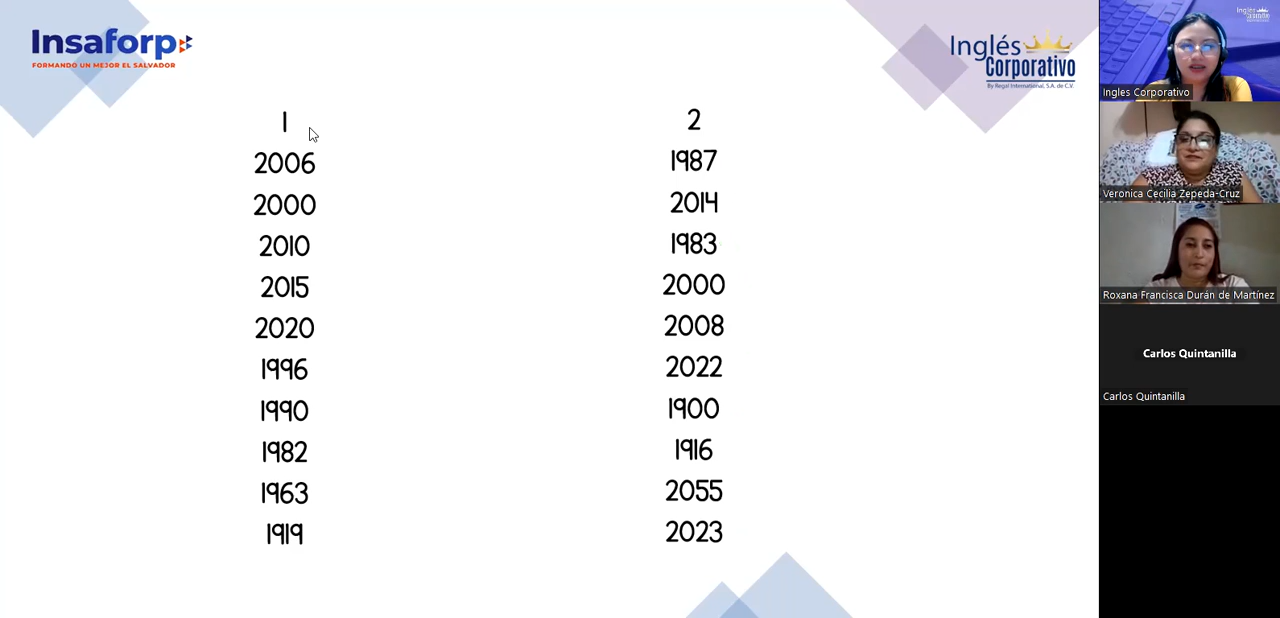 Insaforp
FORMANDO UN MEJOR EL SALVADOR
Inglés
Corporativo
By Regal International, S.A. de C.V.
1
2006
2000
2010
2015
2020
1996
1990
1982
1963
1919
2
1987
2014
1983
2000
2008
2022
1900
1916
2055
2023
Ingles Corporativo
Veronica Cecilia Zepeda-Cruz
Roxana Francisca Durán de Martínez
Carlos Quintanilla
Carlos Quintanilla